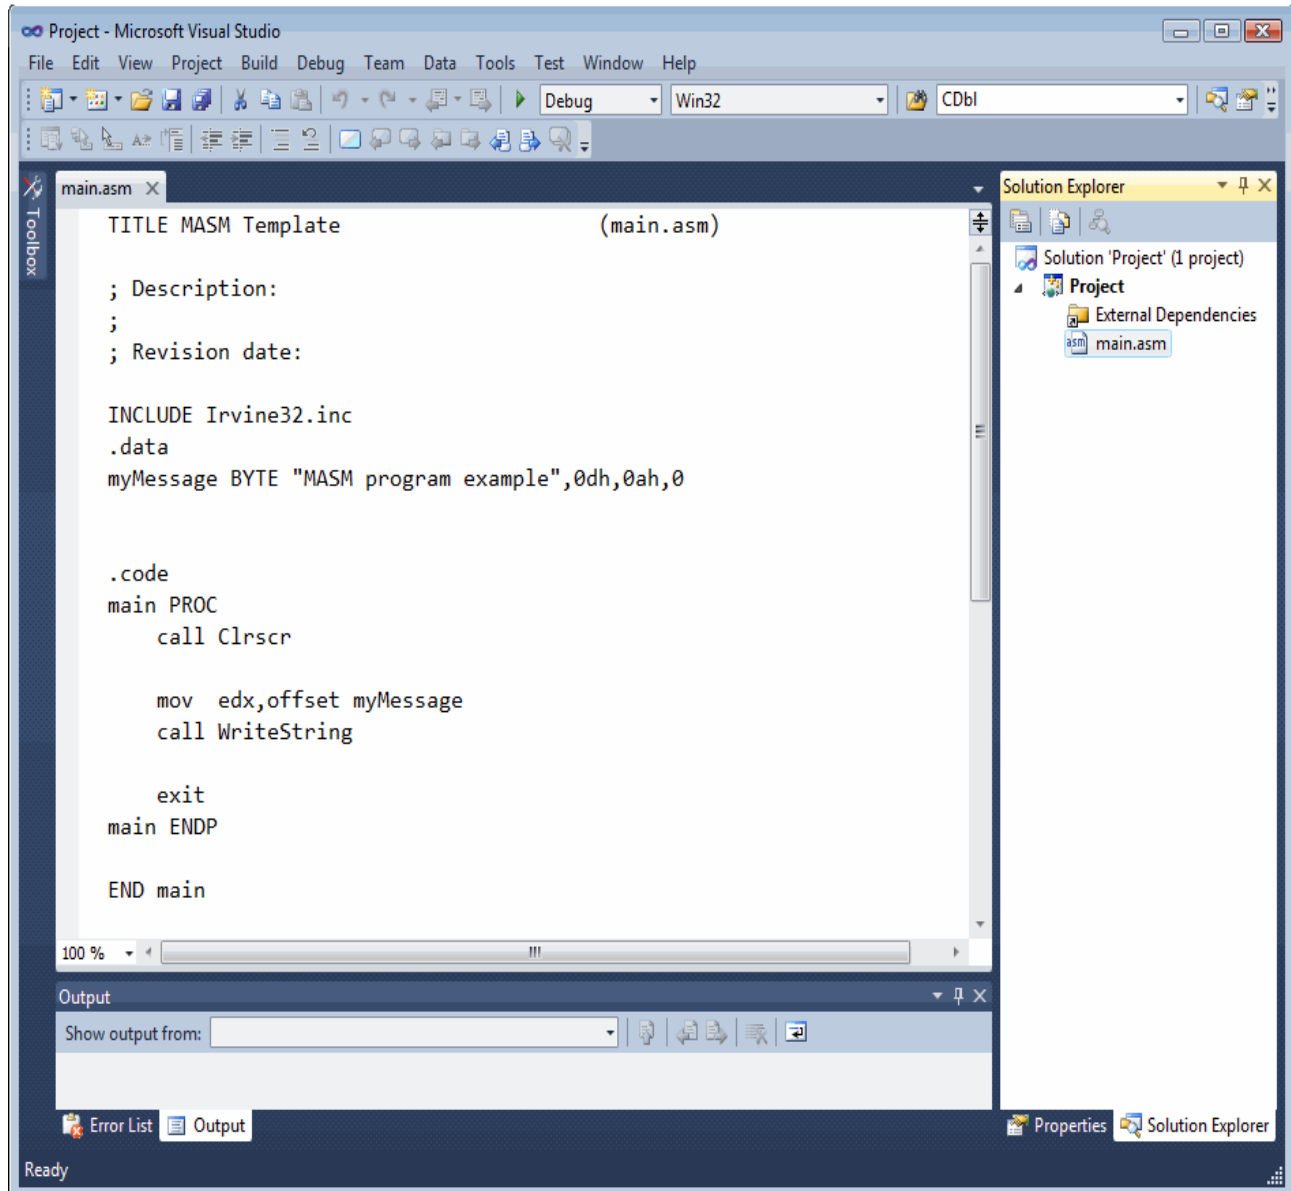 Project - Microsoft Visual Studio
File Edit View Project Build Debug Team Data Tools Test Window Help
Debug Win32 CDbl
Toolbox
main.asm
TITLE MASM Template (main.asm)
; Description:
;
; Revision date:
INCLUDE Irvine32.inc
.data
myMessage BYTE "MASM program example",0dh,0ah,0
.code
main PROC
call Clrscr
mov edx,offset myMessage
call WriteString
exit
main ENDP
END main
100 %
Output
Show output from:
Error List Output
Solution Explorer
Solution 'Project' (1 project)
Project
External Dependencies
asm main.asm
Properties Solution Explorer
Ready